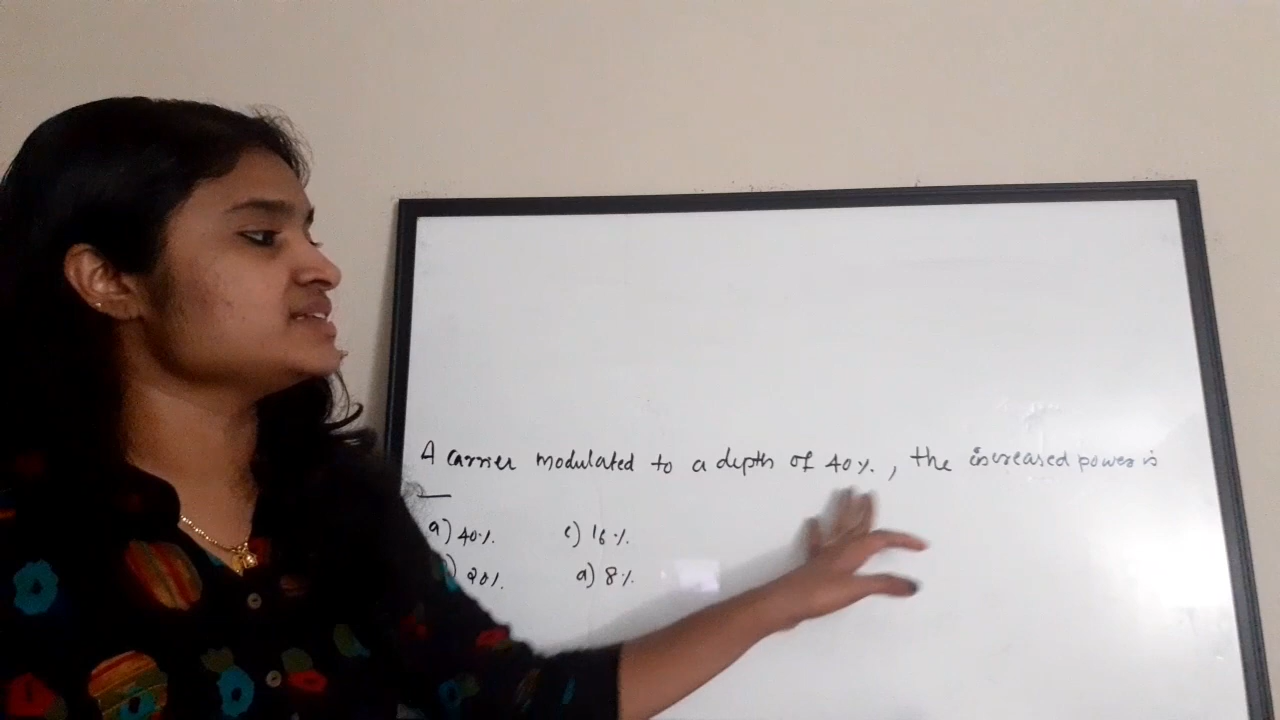 A carrier modulated to a depth of 40%, the increased power is
—
a) 40%. c) 16%.
) 20%. d) 8%.